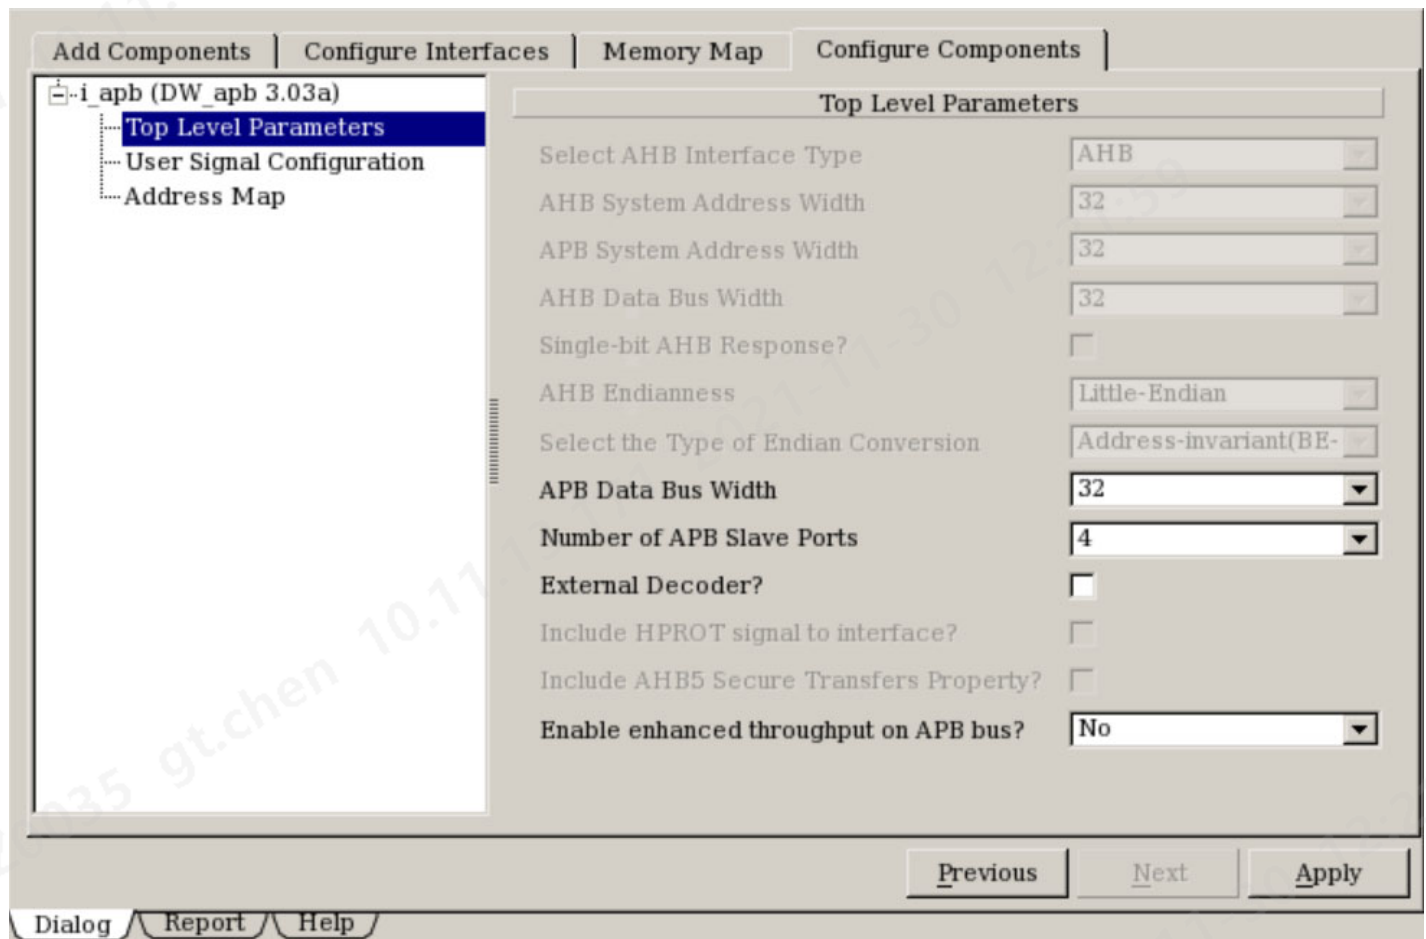 Add Components Configure Interfaces Memory Map Configure Components
i_apb (DW_apb 3.03a)
Top Level Parameters
User Signal Configuration
Address Map
Top Level Parameters
Select AHB Interface Type AHB
AHB System Address Width 32
APB System Address Width 32
AHB Data Bus Width 32
Single-bit AHB Response?
AHB Endianness Little-Endian
Select the Type of Endian Conversion Address-invariant(BE-
APB Data Bus Width 32
Number of APB Slave Ports 4
External Decoder?
Include HPROT signal to interface?
Include AHB5 Secure Transfers Property?
Enable enhanced throughput on APB bus? No
Previous Next Apply
Dialog Report Help
gt.chen 2021-11-30